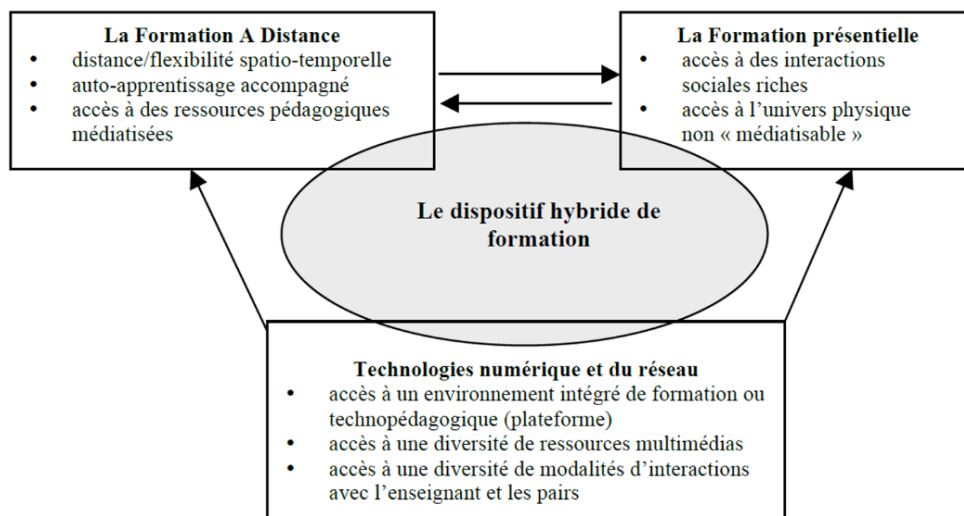 La Formation A Distance
• distance/flexibilité spatio-temporelle
• auto-apprentissage accompagné
• accès à des ressources pédagogiques
médiatisées
La Formation présentielle
• accès à des interactions
sociales riches
• accès à l'univers physique
non « médiatisable »
Le dispositif hybride de
formation
Technologies numérique et du réseau
• accès à un environnement intégré de formation ou
technopédagogique (plateforme)
• accès à une diversité de ressources multimédias
• accès à une diversité de modalités d'interactions
avec l'enseignant et les pairs